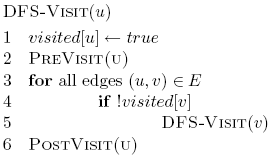 DFS-VISIT(u)
1 visited[u] ← true
2 PREVISIT(U)
3 for all edges (u, v) ∈ E
4 if !visited[v]
5 DFS-VISIT(v)
6 POSTVISIT(U)